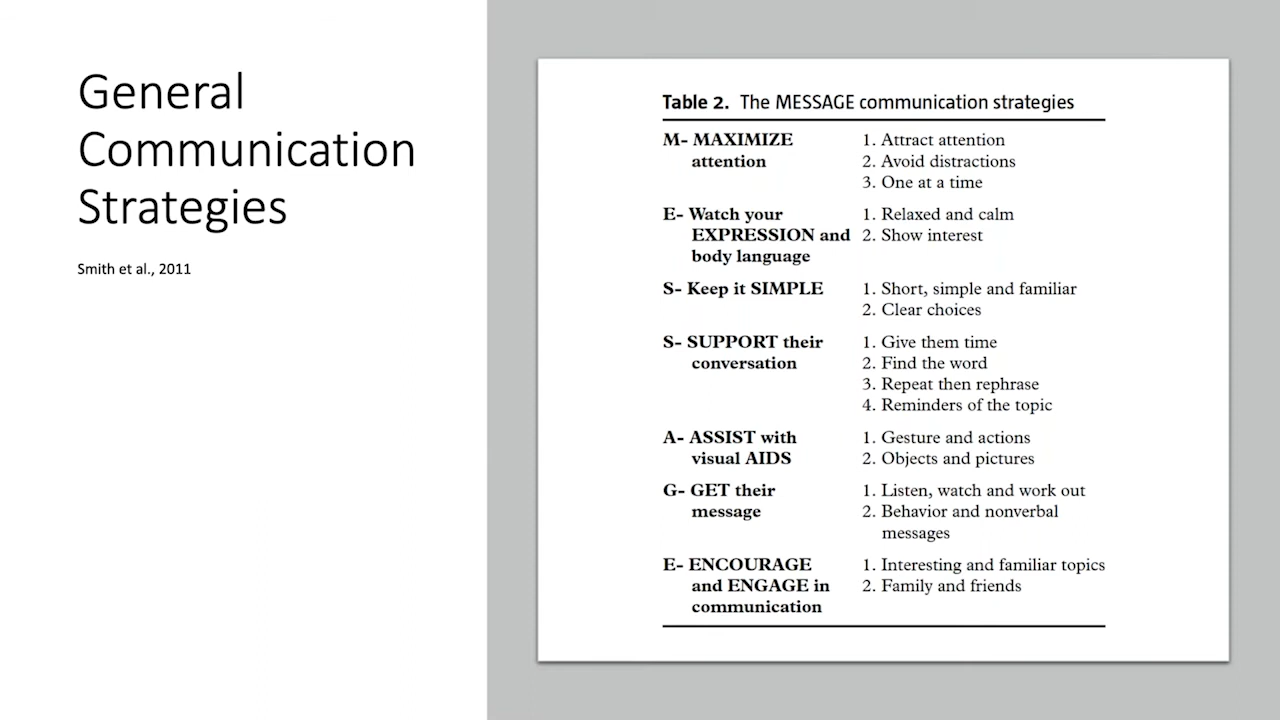 General
Communication
Strategies
Smith et al., 2011
Table 2. The MESSAGE communication strategies
M- MAXIMIZE
attention
1. Attract attention
2. Avoid distractions
3. One at a time
E- Watch your
EXPRESSION and
body language
1. Relaxed and calm
2. Show interest
S- Keep it SIMPLE
1. Short, simple and familiar
2. Clear choices
S- SUPPORT their
conversation
1. Give them time
2. Find the word
3. Repeat then rephrase
4. Reminders of the topic
A- ASSIST with
visual AIDS
1. Gesture and actions
2. Objects and pictures
G- GET their
message
1. Listen, watch and work out
2. Behavior and nonverbal
messages
E- ENCOURAGE
and ENGAGE in
communication
1. Interesting and familiar topics
2. Family and friends